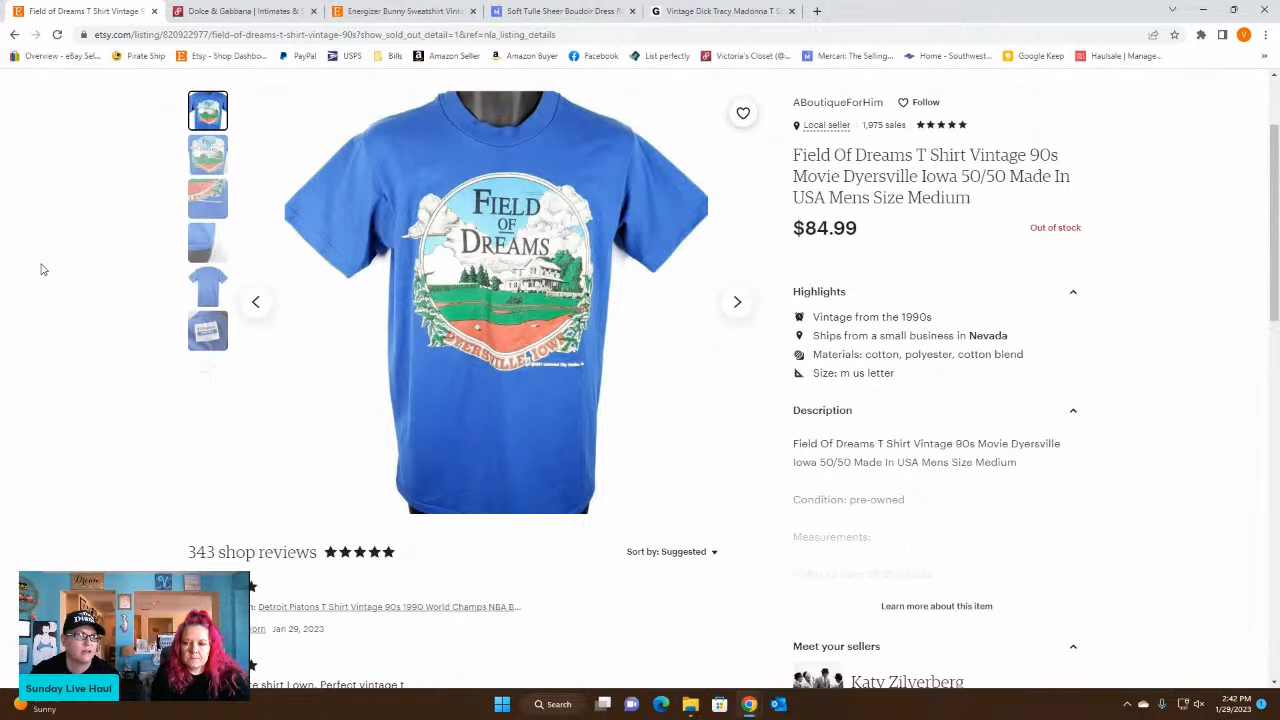 Field of Dreams T Shirt Vintage
Dolce & Gabbana | Intimates & S
Energizer Bunny Sweatshirt Vint
Soft Tulle Sheer Boudoir Dress R
Vintage Dick Tracy Madonna T S
etsy.com/listing/820922977/field-of-dreams-t-shirt-vintage-90s?show_sold_out_detail=1&ref=nla_listing_details
Overview - eBay Sel...
Pirate Ship
Etsy - Shop Dashbo...
PayPal
USPS
EBay
Amazon Seller
Amazon Buyer
Facebook
List perfectly
Victoria's Closet (@...
Mercari: The Selling...
Home - Southwest...
Google Keep
Haulsale | Manage...
ABoutiqueForHim Follow
Local seller | 1,975 sales
Field Of Dreams T Shirt Vintage 90s
Movie Dyersville Iowa 50/50 Made In
USA Mens Size Medium
$84.99 Out of stock
Highlights
Vintage from the 1990s
Ships from a small business in Nevada
Materials: cotton, polyester, cotton blend
Size: m us letter
Description
Field Of Dreams T Shirt Vintage 90s Movie Dyersville
Iowa 50/50 Made In USA Mens Size Medium
Condition: pre-owned
Measurements:
Learn more about this item
Meet your sellers
Katy Zilverberg
FIELD
OF
DREAMS
DYERSVILLE, IOWA
343 shop reviews
Sort by: Suggested
Detroit Pistons T Shirt Vintage 90s 1990 World Champs NBA B...
Jan 29, 2023
shirt I own. Perfect vintage t
Sunday Live Haul
Sunny
Search
2:42 PM
1/29/2023